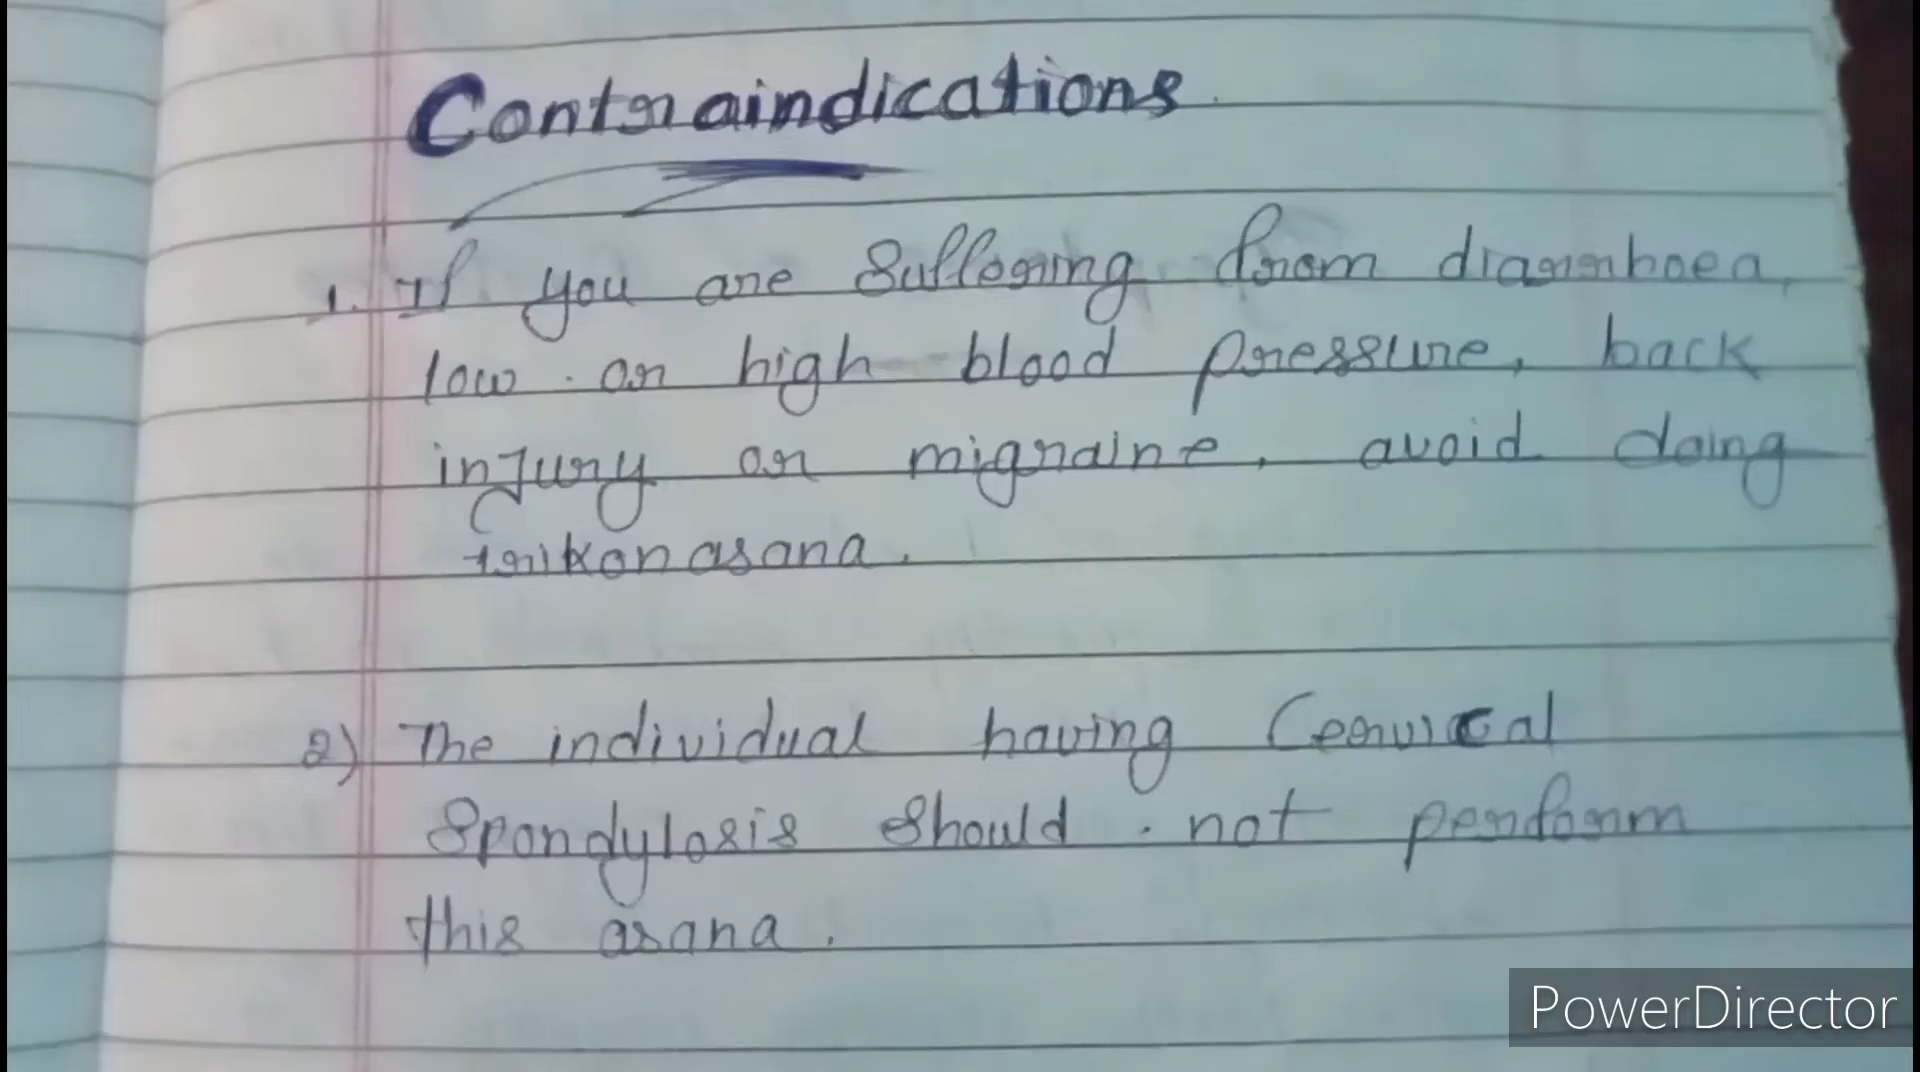 Contraindications
1. If you are suffering from diarrhoea,
low or high blood pressure, back
injury or migraine, avoid doing
trikonasana.
2) The individual having Cervical
Spondylosis should not perform
this asana.
PowerDirector